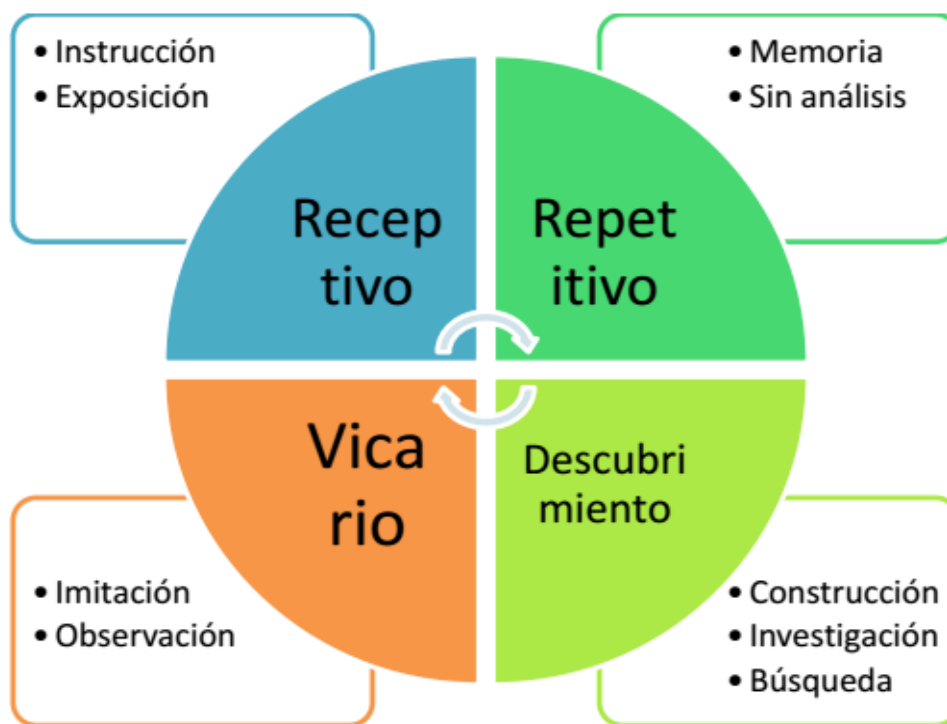 • Instrucción
• Exposición
• Memoria
• Sin análisis
Recep
tivo
Repet
itivo
Vica
rio
Descubri
miento
• Imitación
• Observación
• Construcción
• Investigación
• Búsqueda